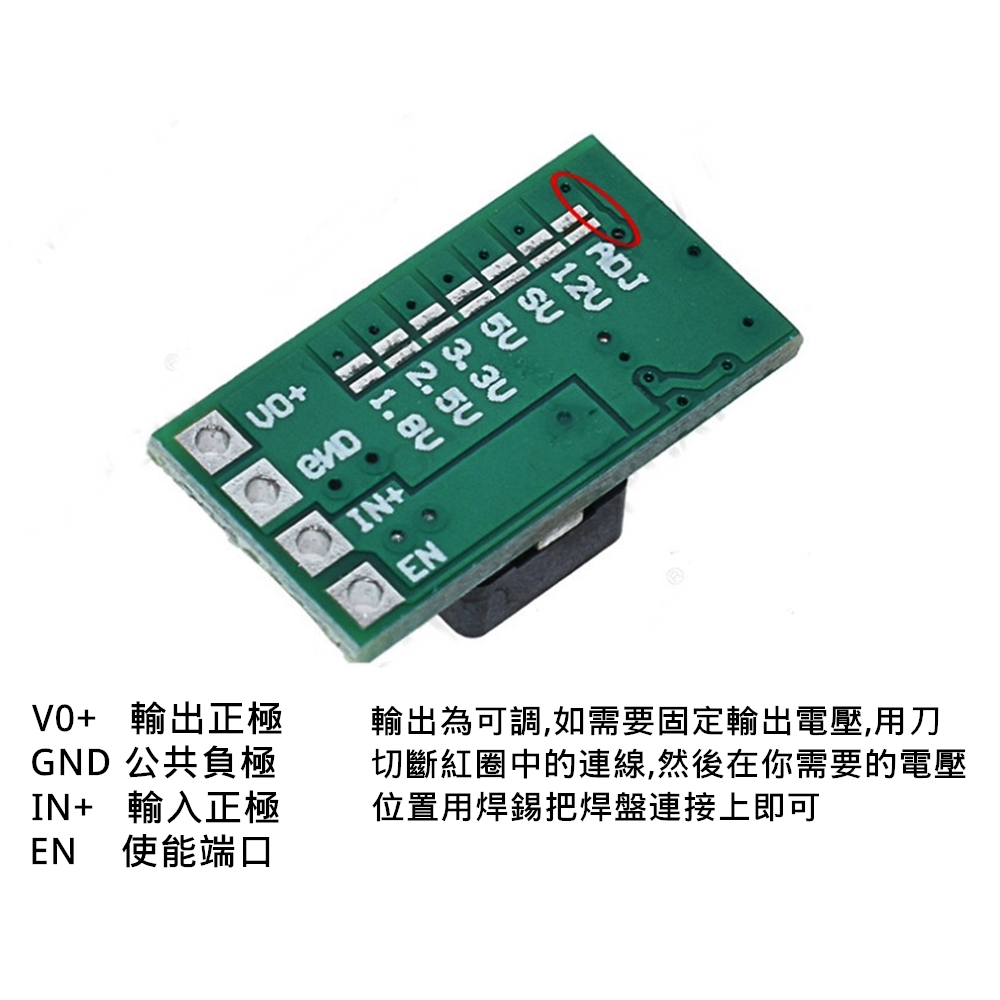 ADJ
12V
9V
5V
3.3V
2.5V
1.8V
VO+
GND
IN+
EN
V0+ 輸出正極
GND 公共負極
IN+ 輸入正極
EN 使能端口
輸出為可調,如需要固定輸出電壓,用刀
切斷紅圈中的連線,然後在你需要的電壓
位置用焊錫把焊盤連接上即可